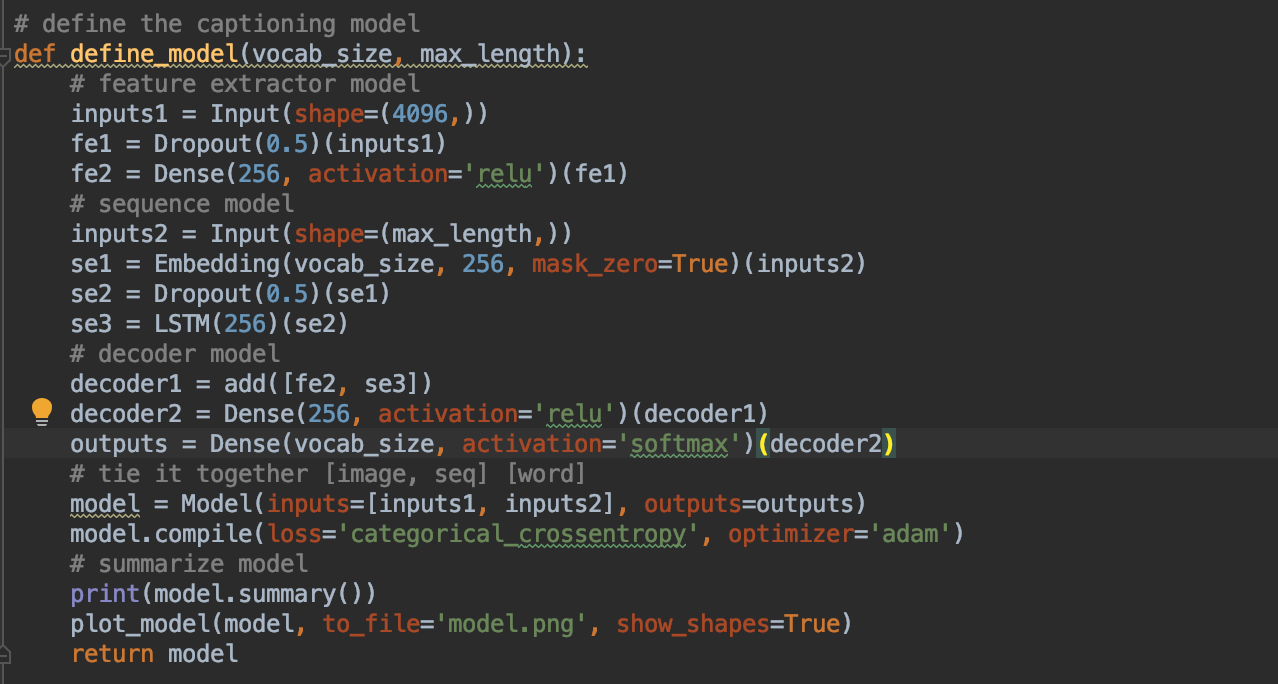 # define the captioning model
def define_model(vocab_size, max_length):
    # feature extractor model
    inputs1 = Input(shape=(4096,))
    fe1 = Dropout(0.5)(inputs1)
    fe2 = Dense(256, activation='relu')(fe1)
    # sequence model
    inputs2 = Input(shape=(max_length,))
    se1 = Embedding(vocab_size, 256, mask_zero=True)(inputs2)
    se2 = Dropout(0.5)(se1)
    se3 = LSTM(256)(se2)
    # decoder model
    decoder1 = add([fe2, se3])
    decoder2 = Dense(256, activation='relu')(decoder1)
    outputs = Dense(vocab_size, activation='softmax')(decoder2)
    # tie it together [image, seq] [word]
    model = Model(inputs=[inputs1, inputs2], outputs=outputs)
    model.compile(loss='categorical_crossentropy', optimizer='adam')
    # summarize model
    print(model.summary())
    plot_model(model, to_file='model.png', show_shapes=True)
    return model